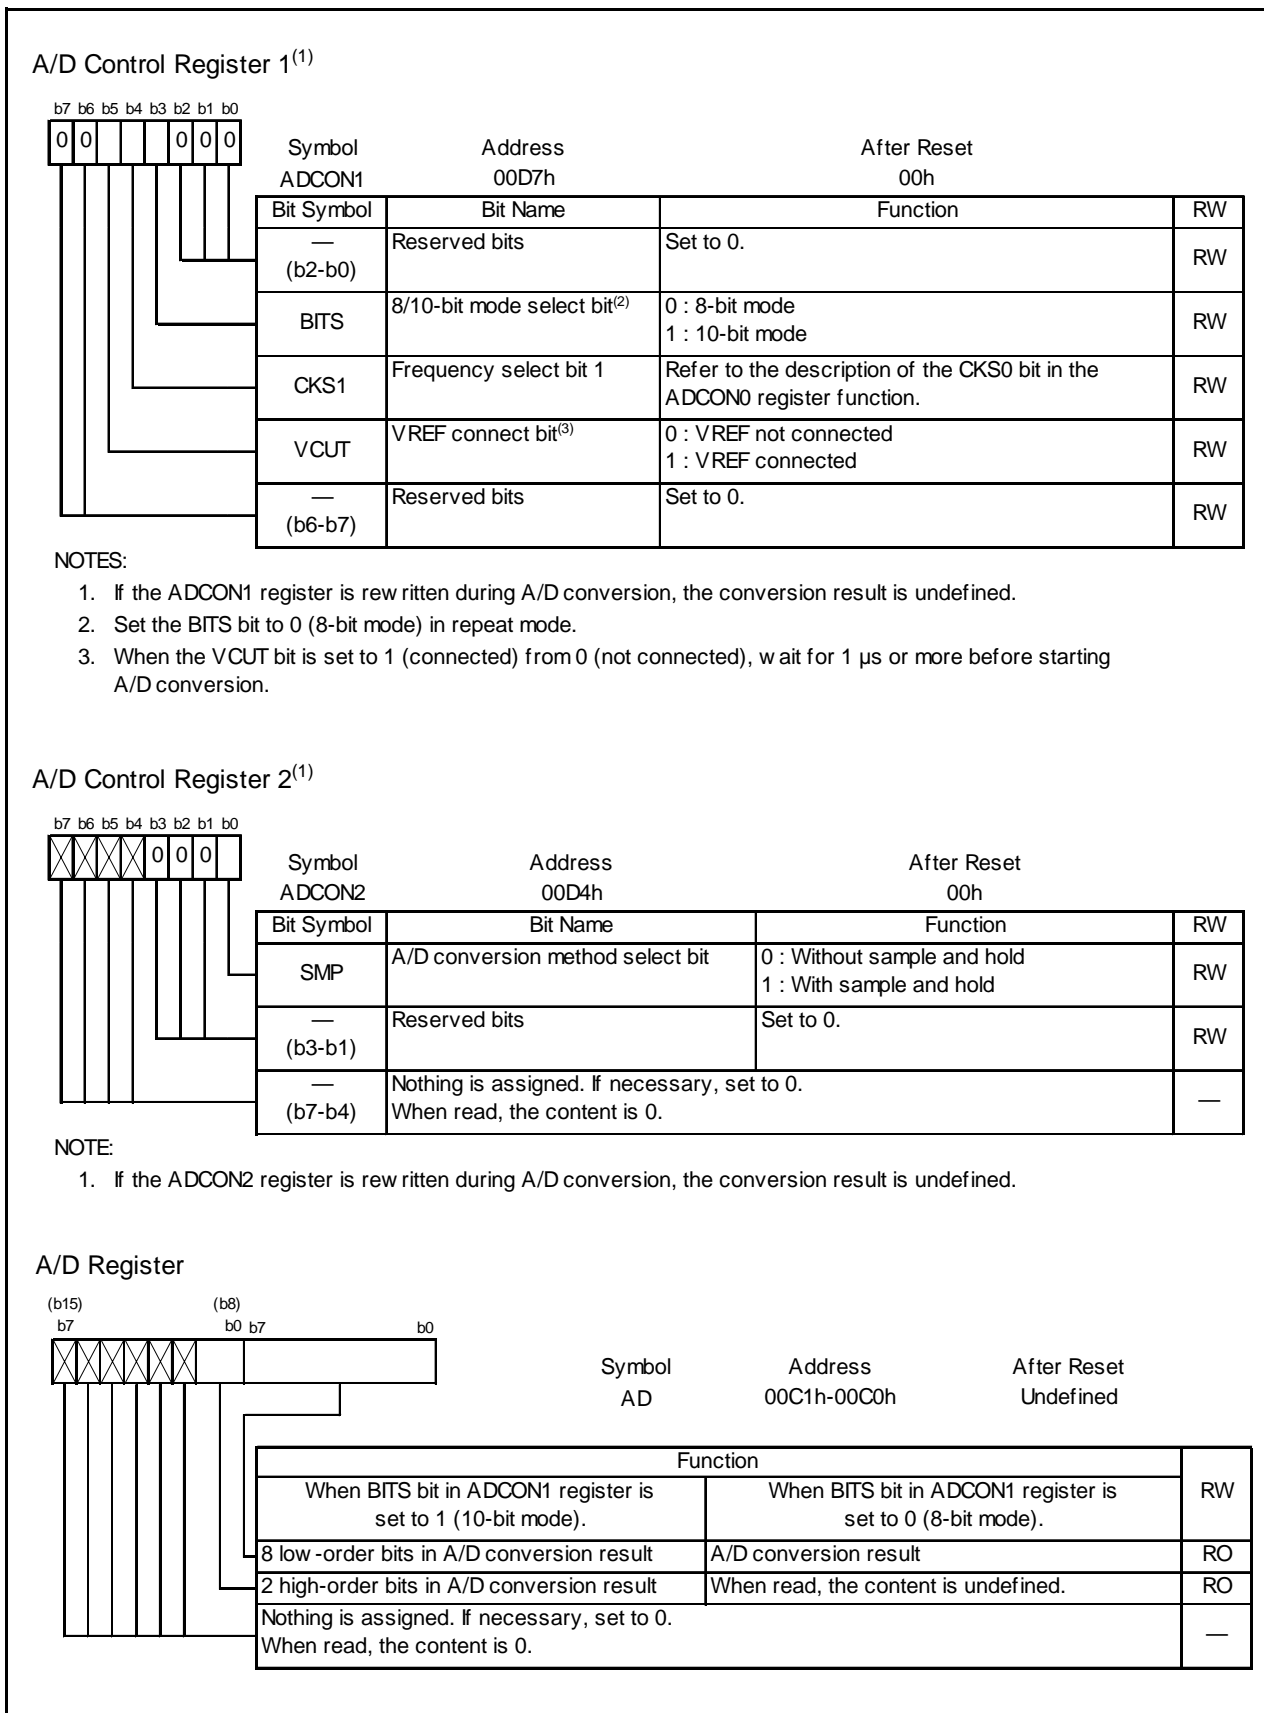 A/D Control Register 1(1)
b7 b6 b5 b4 b3 b2 b1 b0
0 0 0 0 0
Symbol Address After Reset
ADCON1 00D7h 00h
Bit Symbol Bit Name Function RW
—
(b2-b0)
Reserved bits
Set to 0.
RW
BITS
8/10-bit mode select bit(2)
0 : 8-bit mode
1 : 10-bit mode
RW
CKS1
Frequency select bit 1
Refer to the description of the CKS0 bit in the
ADCON0 register function.
RW
VCUT
VREF connect bit(3)
0 : VREF not connected
1 : VREF connected
RW
—
(b6-b7)
Reserved bits
Set to 0.
RW
NOTES:
1. If the ADCON1 register is rewritten during A/D conversion, the conversion result is undefined.
2. Set the BITS bit to 0 (8-bit mode) in repeat mode.
3. When the VCUT bit is set to 1 (connected) from 0 (not connected), wait for 1 µs or more before starting
A/D conversion.
A/D Control Register 2(1)
b7 b6 b5 b4 b3 b2 b1 b0
0 0 0
Symbol Address After Reset
ADCON2 00D4h 00h
Bit Symbol Bit Name Function RW
SMP
A/D conversion method select bit
0 : Without sample and hold
1 : With sample and hold
RW
—
(b3-b1)
Reserved bits
Set to 0.
RW
—
(b7-b4)
Nothing is assigned. If necessary, set to 0.
When read, the content is 0.
—
NOTE:
1. If the ADCON2 register is rewritten during A/D conversion, the conversion result is undefined.
A/D Register
(b15) (b8)
b7 b0 b7 b0
Symbol Address After Reset
AD 00C1h-00C0h Undefined
Function
RW
When BITS bit in ADCON1 register is
set to 1 (10-bit mode).
When BITS bit in ADCON1 register is
set to 0 (8-bit mode).
8 low-order bits in A/D conversion result A/D conversion result RO
2 high-order bits in A/D conversion result When read, the content is undefined. RO
Nothing is assigned. If necessary, set to 0.
When read, the content is 0.
—